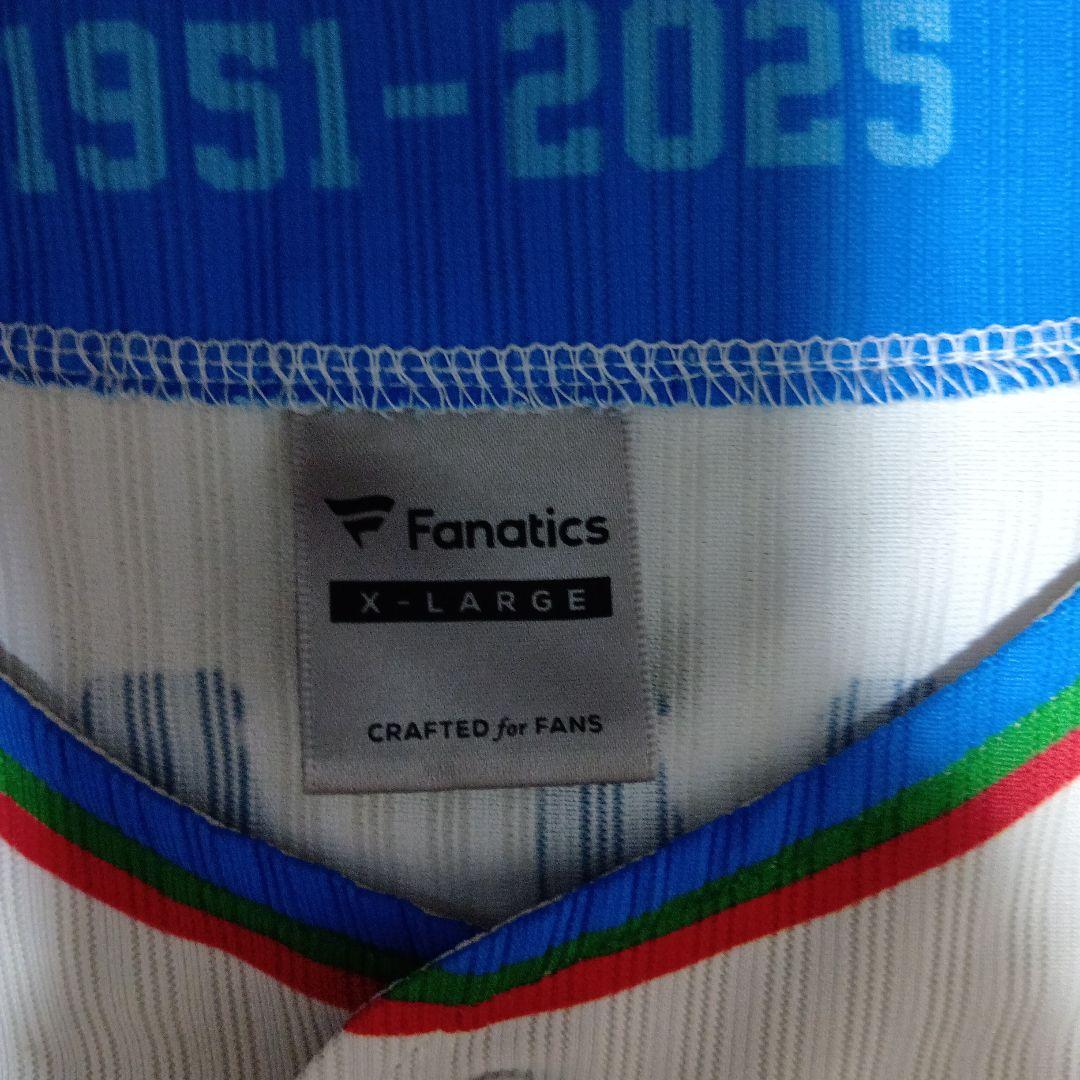 1951-2025
Fanatics
X-LARGE
CRAFTED for FANS